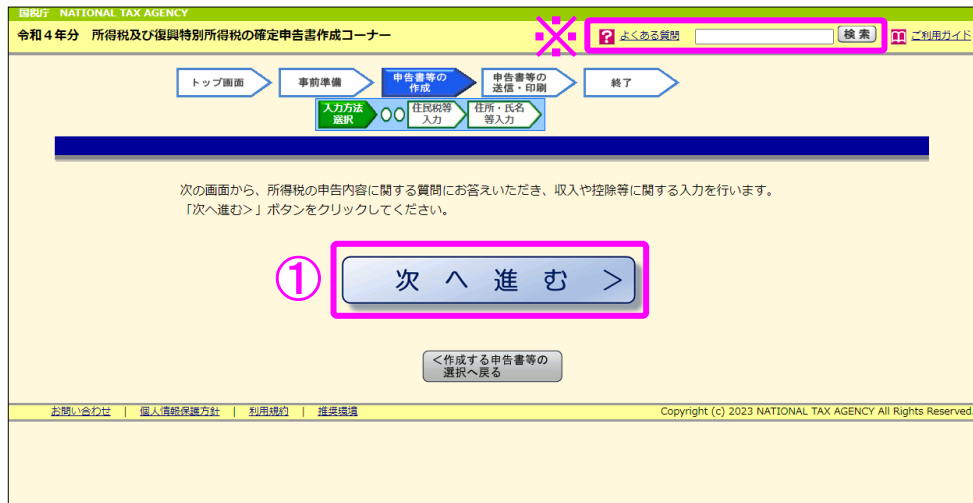 国税庁 NATIONAL TAX AGENCY
令和4年分 所得税及び復興特別所得税の確定申告書作成コーナー
※
? よくある質問
検索
ご利用ガイド
トップ画面
事前準備
申告書等の
作成
申告書等の
送信・印刷
終了
入力方法
選択
住民税等
入力
住所・氏名
等入力
次の画面から、所得税の申告内容に関する質問にお答えいただき、収入や控除等に関する入力を行います。
「次へ進む>」ボタンをクリックしてください。
①
次へ進む >
<作成する申告書等の
選択へ戻る
お問い合わせ | 個人情報保護方針 | 利用規約 | 推奨環境
Copyright (c) 2023 NATIONAL TAX AGENCY All Rights Reserved.